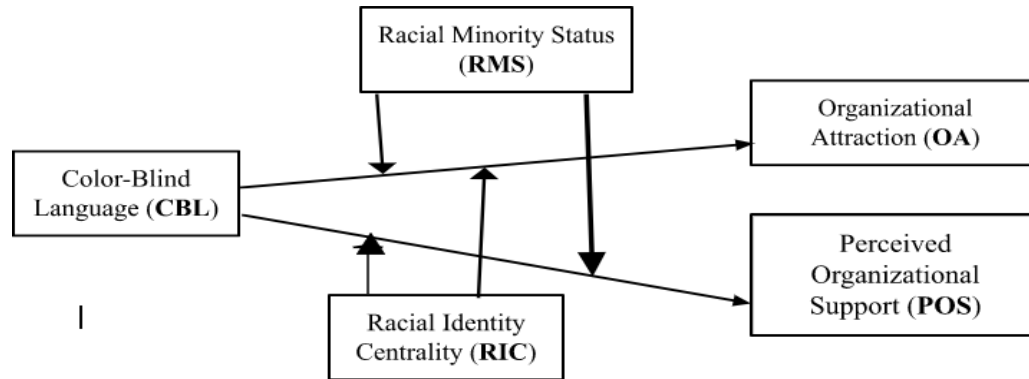 Racial Minority Status
(RMS)
Organizational
Attraction (OA)
Color-Blind
Language (CBL)
Perceived
Organizational
Support (POS)
Racial Identity
Centrality (RIC)